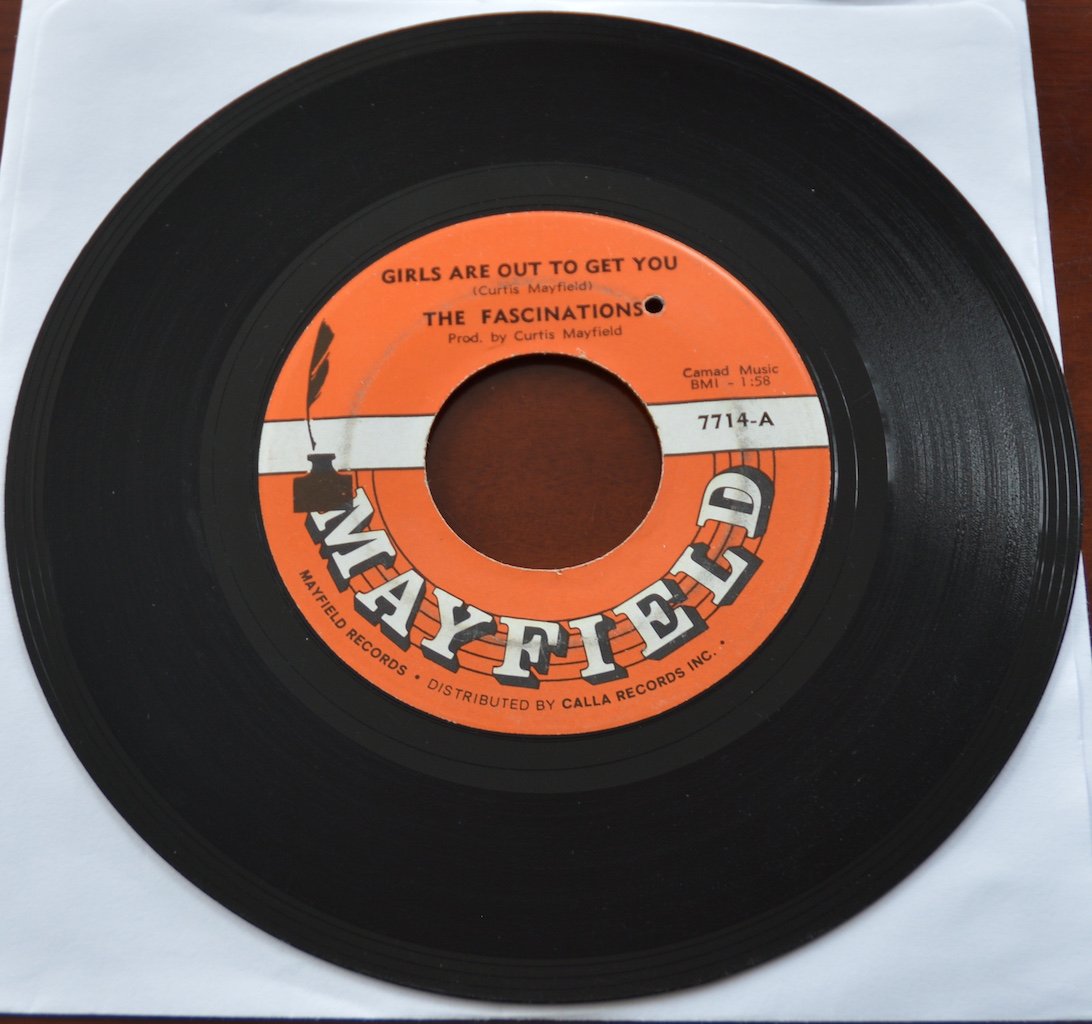 GIRLS ARE OUT TO GET YOU
(Curtis Mayfield)
THE FASCINATIONS
Prod. by Curtis Mayfield
Camad Music
BMI - 1:58
7714-A
MAYFIELD
MAYFIELD RECORDS • DISTRIBUTED BY CALLA RECORDS INC. •